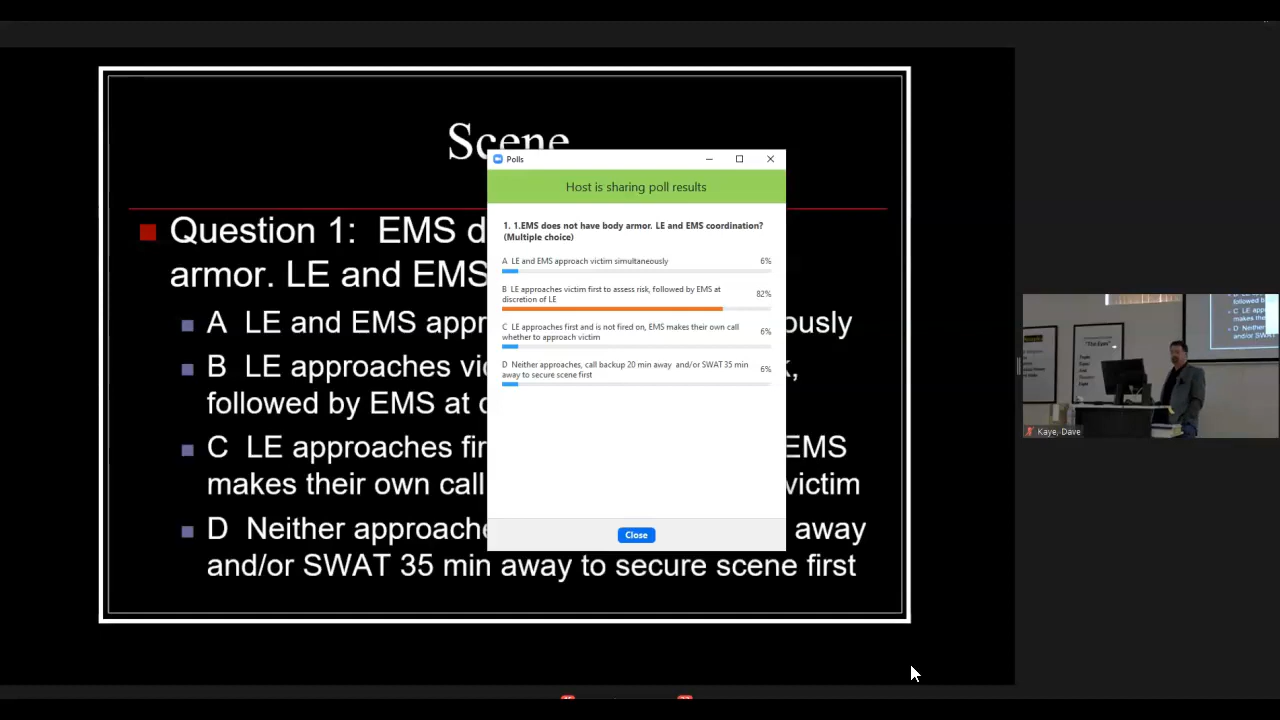 Scene
Polls
Host is sharing poll results
1. 1.EMS does not have body armor. LE and EMS coordination?
(Multiple choice)
A LE and EMS approach victim simultaneously 6%
B LE approaches victim first to assess risk, followed by EMS at
discretion of LE 82%
C LE approaches first and is not fired on, EMS makes their own call
whether to approach victim 6%
D Neither approaches, call backup 20 min away and/or SWAT 35 min
away to secure scene first 6%
Close
Question 1: EMS d
armor. LE and EMS
A LE and EMS appr ously
B LE approaches vic k,
followed by EMS at d
C LE approaches fir EMS
makes their own call victim
D Neither approache away
and/or SWAT 35 min away to secure scene first
"The Eyes"
Kaye, Dave